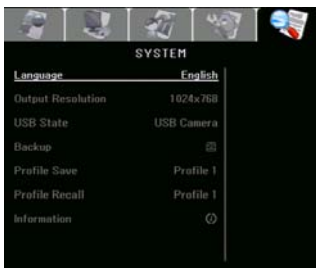 SYSTEM
Language English
Output Resolution 1024x768
USB State USB Camera
Backup
Profile Save Profile 1
Profile Recall Profile 1
Information